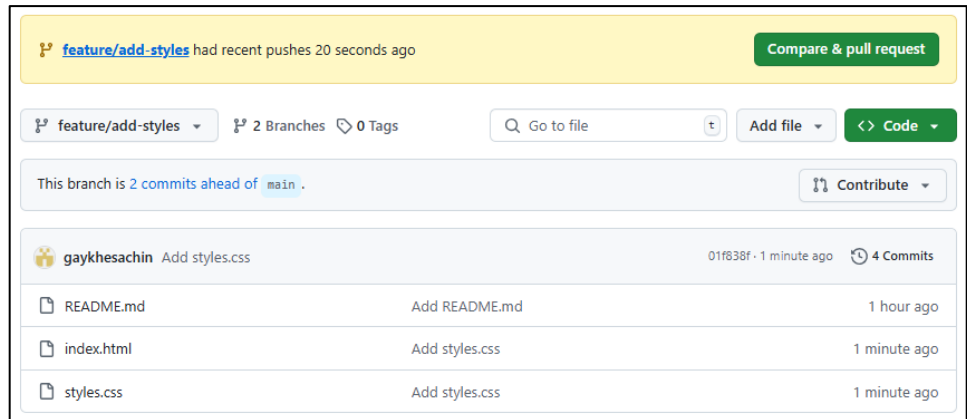 feature/add-styles had recent pushes 20 seconds ago
Compare & pull request
feature/add-styles
2 Branches
0 Tags
Go to file
t
Add file
<> Code
This branch is 2 commits ahead of main .
Contribute
gaykhesachin Add styles.css
01f838f · 1 minute ago
4 Commits
README.md
Add README.md
1 hour ago
index.html
Add styles.css
1 minute ago
styles.css
Add styles.css
1 minute ago